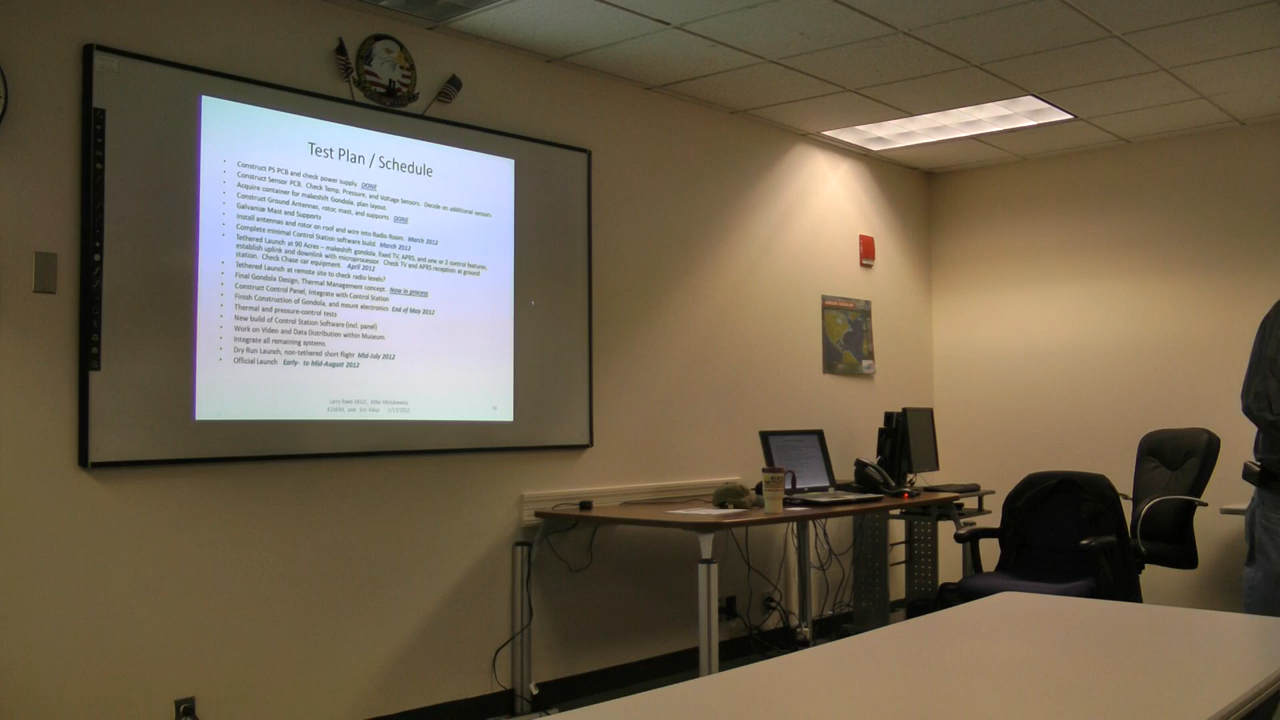 Test Plan / Schedule
Construct PS PCB and check power supply. DONE
Construct Sensor PCB. Check Temp, Pressure, and Voltage Sensors. Decide on additional sensors.
Acquire container for makeshift Gondola, plan layout.
Construct Ground Antennas, rotor, mast, and supports. DONE
Galvanize Mast and Supports
Install antennas and rotor on roof and wire into Radio Room. March 2012
Complete minimal Control Station software build. March 2012
Tethered Launch at 90 Acres – makeshift gondola, fixed TV, APRS, and one or 2 control features,
establish uplink and downlink with microprocessor. Check TV and APRS reception at ground
station. Check Chase car equipment. April 2012
Tethered Launch at remote site to check radio levels?
Final Gondola Design, Thermal Management concept. Now in process
Construct Control Panel, integrate with Control Station
Finish Construction of Gondola, and mount electronics End of May 2012
Thermal and pressure-control tests
New build of Control Station Software (incl. panel)
Work on Video and Data Distribution within Museum.
Integrate all remaining systems.
Dry Run Launch, non-tethered short flight Mid-July 2012
Official Launch Early- to Mid-August 2012